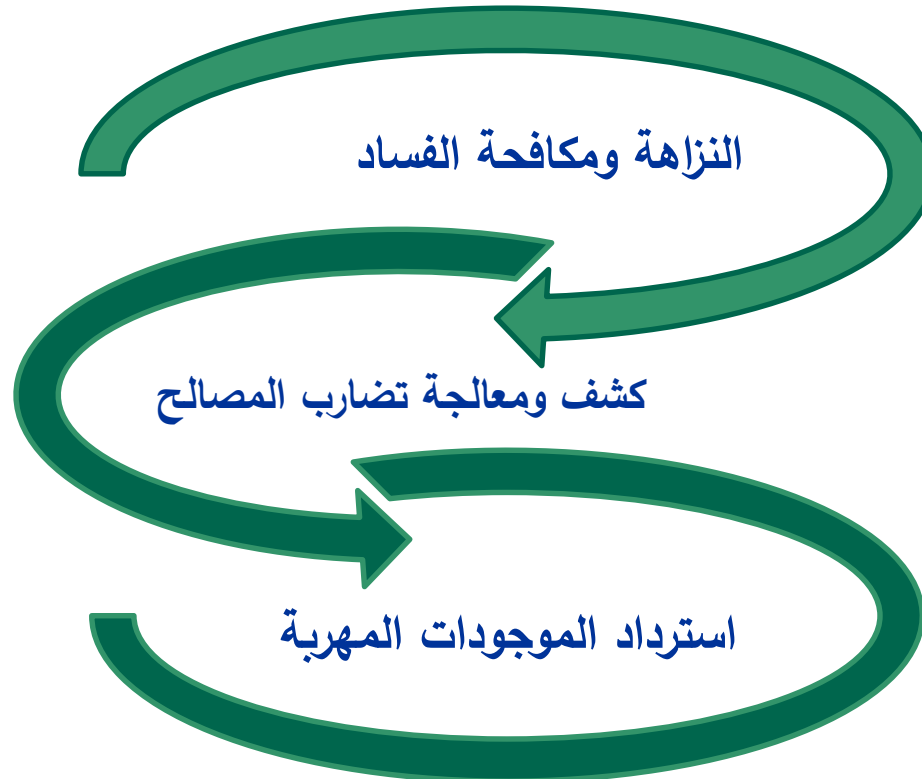 النزاهة ومكافحة الفساد
كشف ومعالجة تضارب المصالح
استرداد الموجودات المهربة